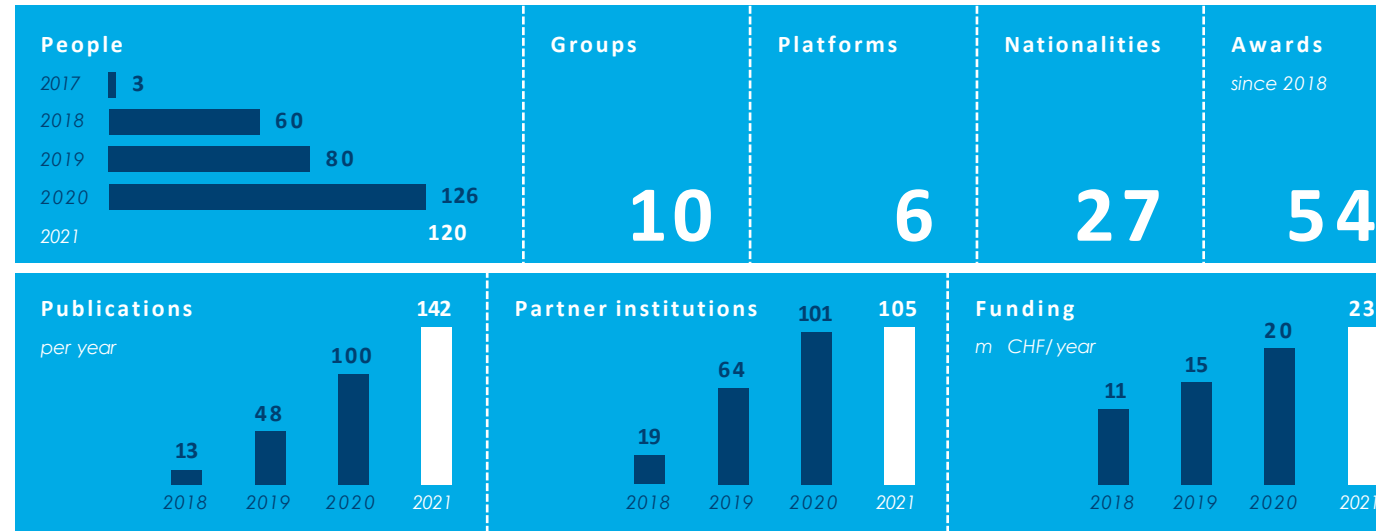 People
2017 3
2018 60
2019 80
2020 126
2021 120
Groups
10
Platforms
6
Nationalities
27
Awards
since 2018
54
Publications
per year
13 48 100 142
2018 2019 2020 2021
Partner institutions
19 64 101 105
2018 2019 2020 2021
Funding
m CHF/year
11 15 20 23
2018 2019 2020 2021